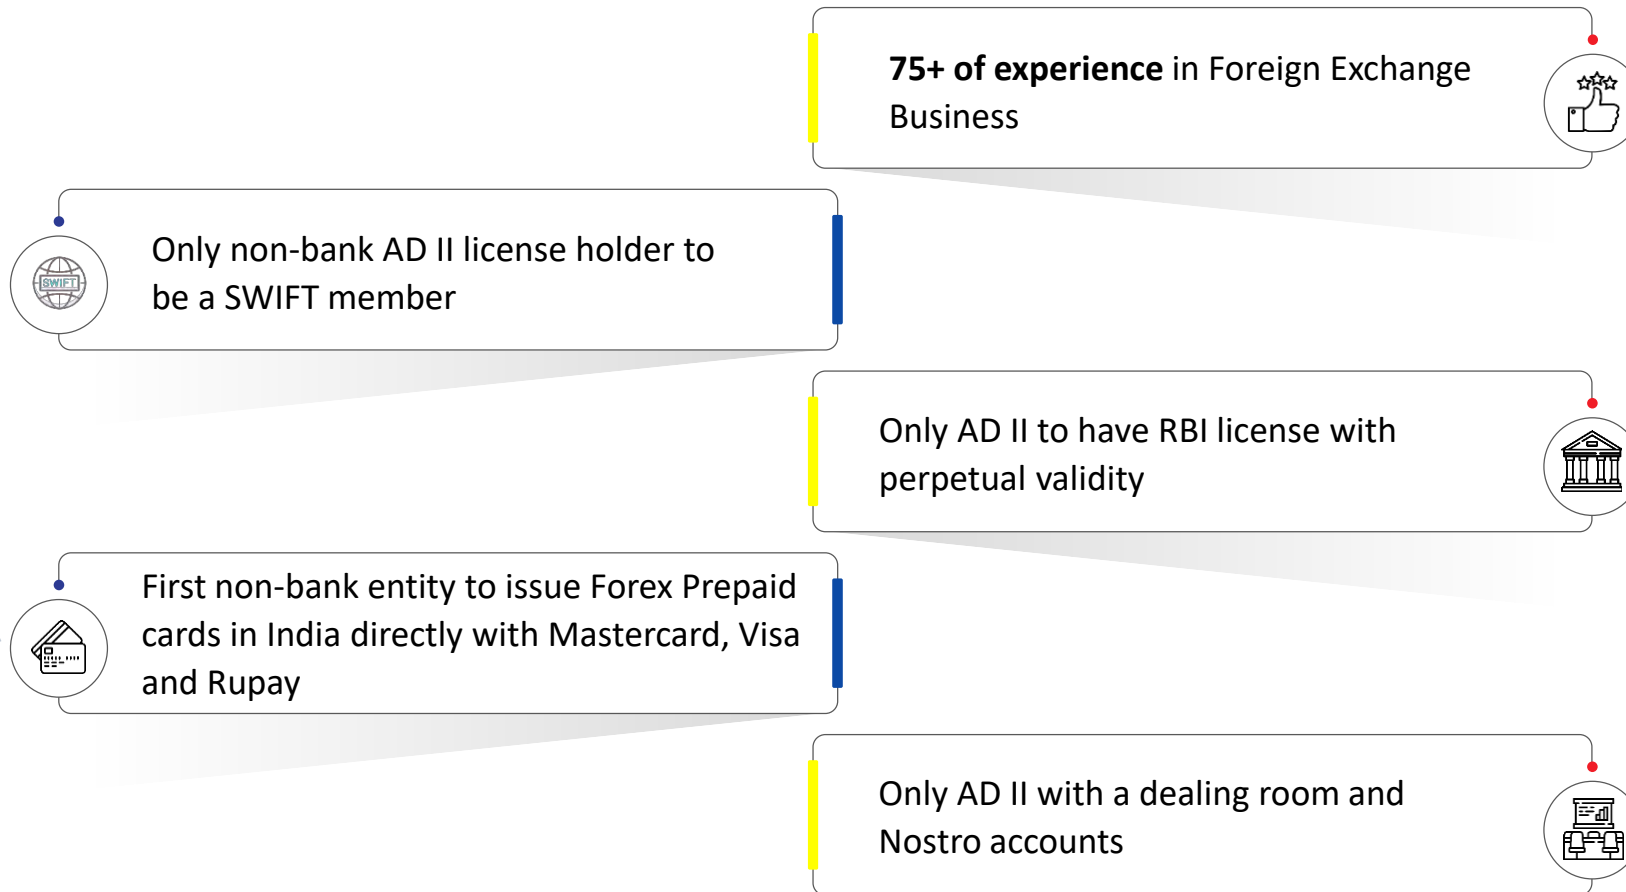 75+ of experience in Foreign Exchange
Business
SWIFT
Only non-bank AD II license holder to
be a SWIFT member
Only AD II to have RBI license with
perpetual validity
First non-bank entity to issue Forex Prepaid
cards in India directly with Mastercard, Visa
and Rupay
Only AD II with a dealing room and
Nostro accounts